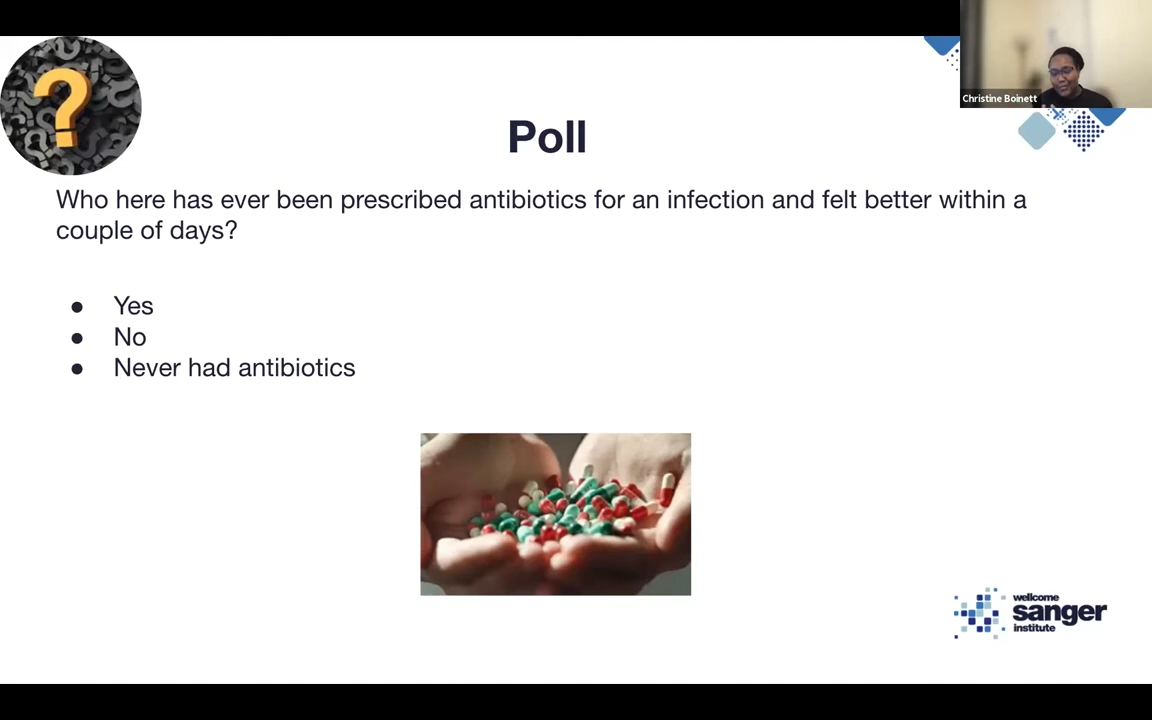 Christine Boinett
Poll
Who here has ever been prescribed antibiotics for an infection and felt better within a
couple of days?
● Yes
● No
● Never had antibiotics
wellcome
sanger
institute